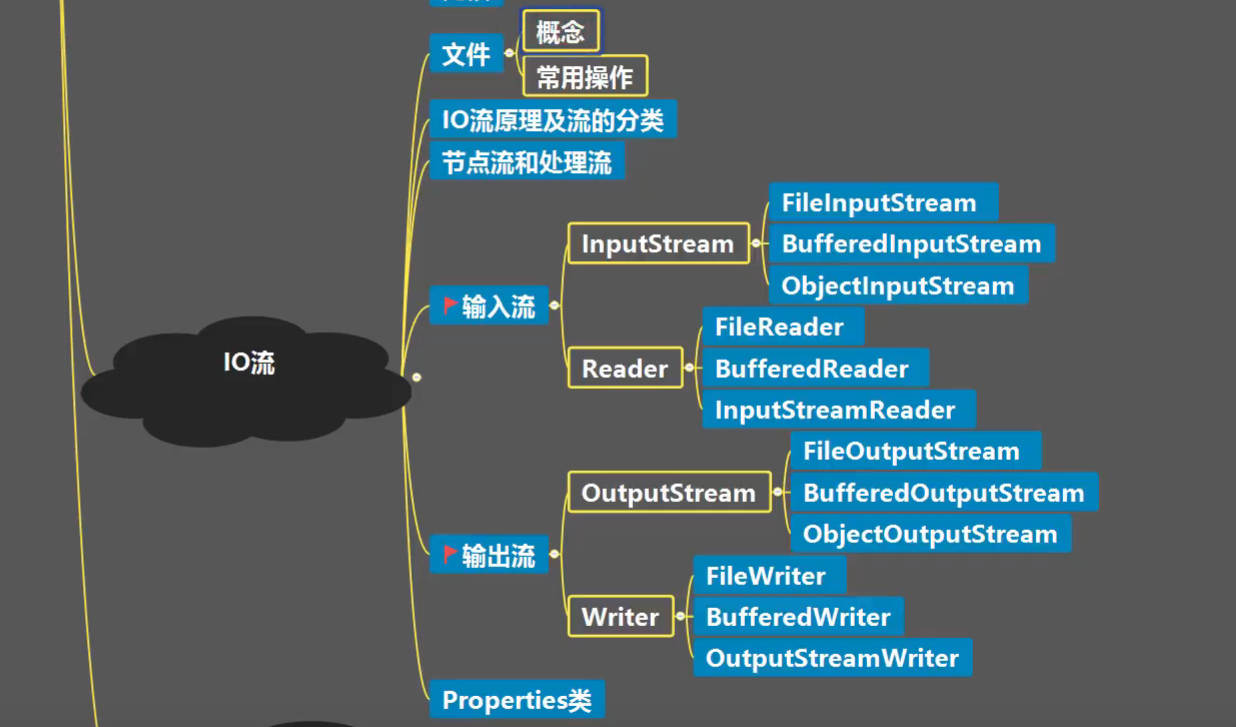 文件
概念
常用操作
IO流原理及流的分类
节点流和处理流
FileInputStream
InputStream
BufferedInputStream
ObjectInputStream
输入流
FileReader
Reader
BufferedReader
InputStreamReader
IO流
FileOutputStream
OutputStream
BufferedOutputStream
ObjectOutputStream
输出流
FileWriter
Writer
BufferedWriter
OutputStreamWriter
Properties类